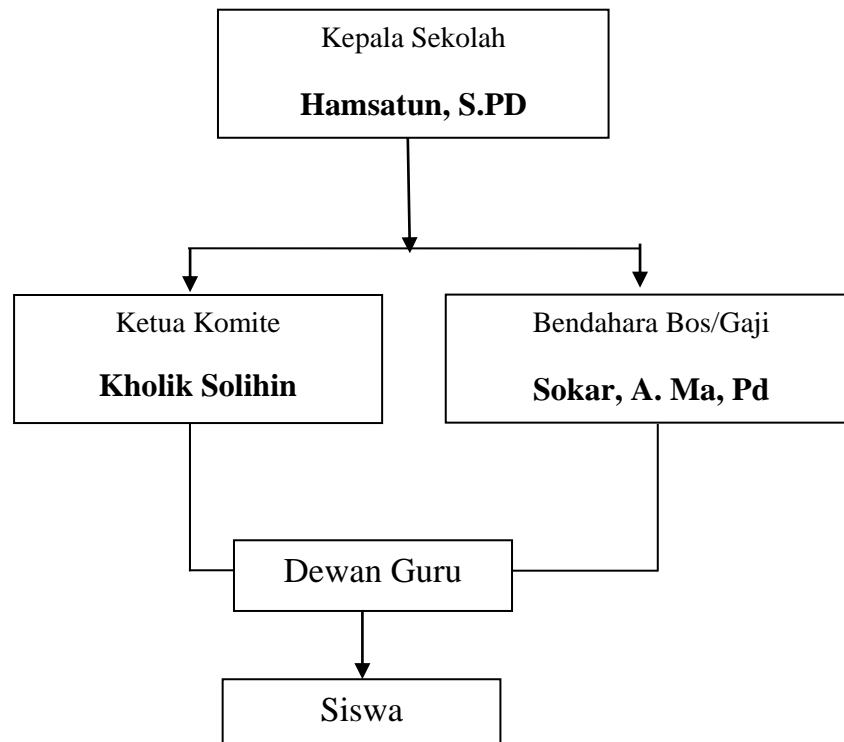 Kepala Sekolah
Hamsatun, S.PD
Ketua Komite
Kholik Solihin
Bendahara Bos/Gaji
Sokar, A. Ma, Pd
Dewan Guru
Siswa